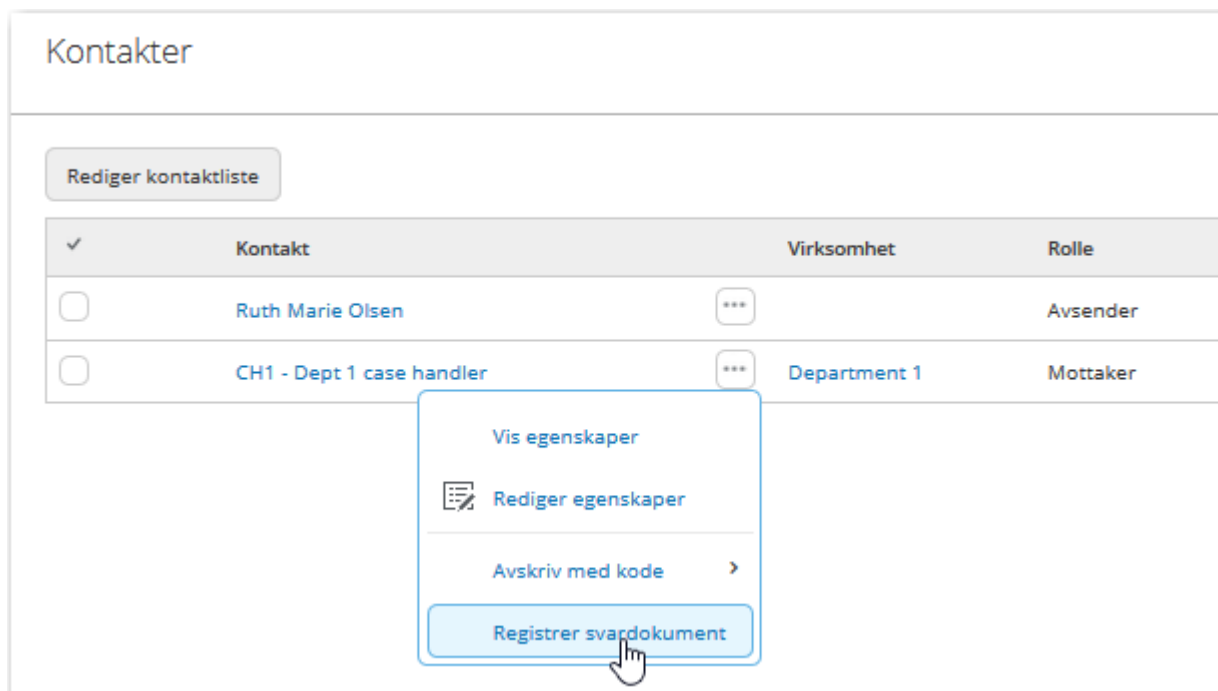 Kontakter
Rediger kontaktliste
Kontakt Virksomhet Rolle
Ruth Marie Olsen Avsender
CH1 - Dept 1 case handler Department 1 Mottaker
Vis egenskaper
Rediger egenskaper
Avskriv med kode
Registrer svardokument